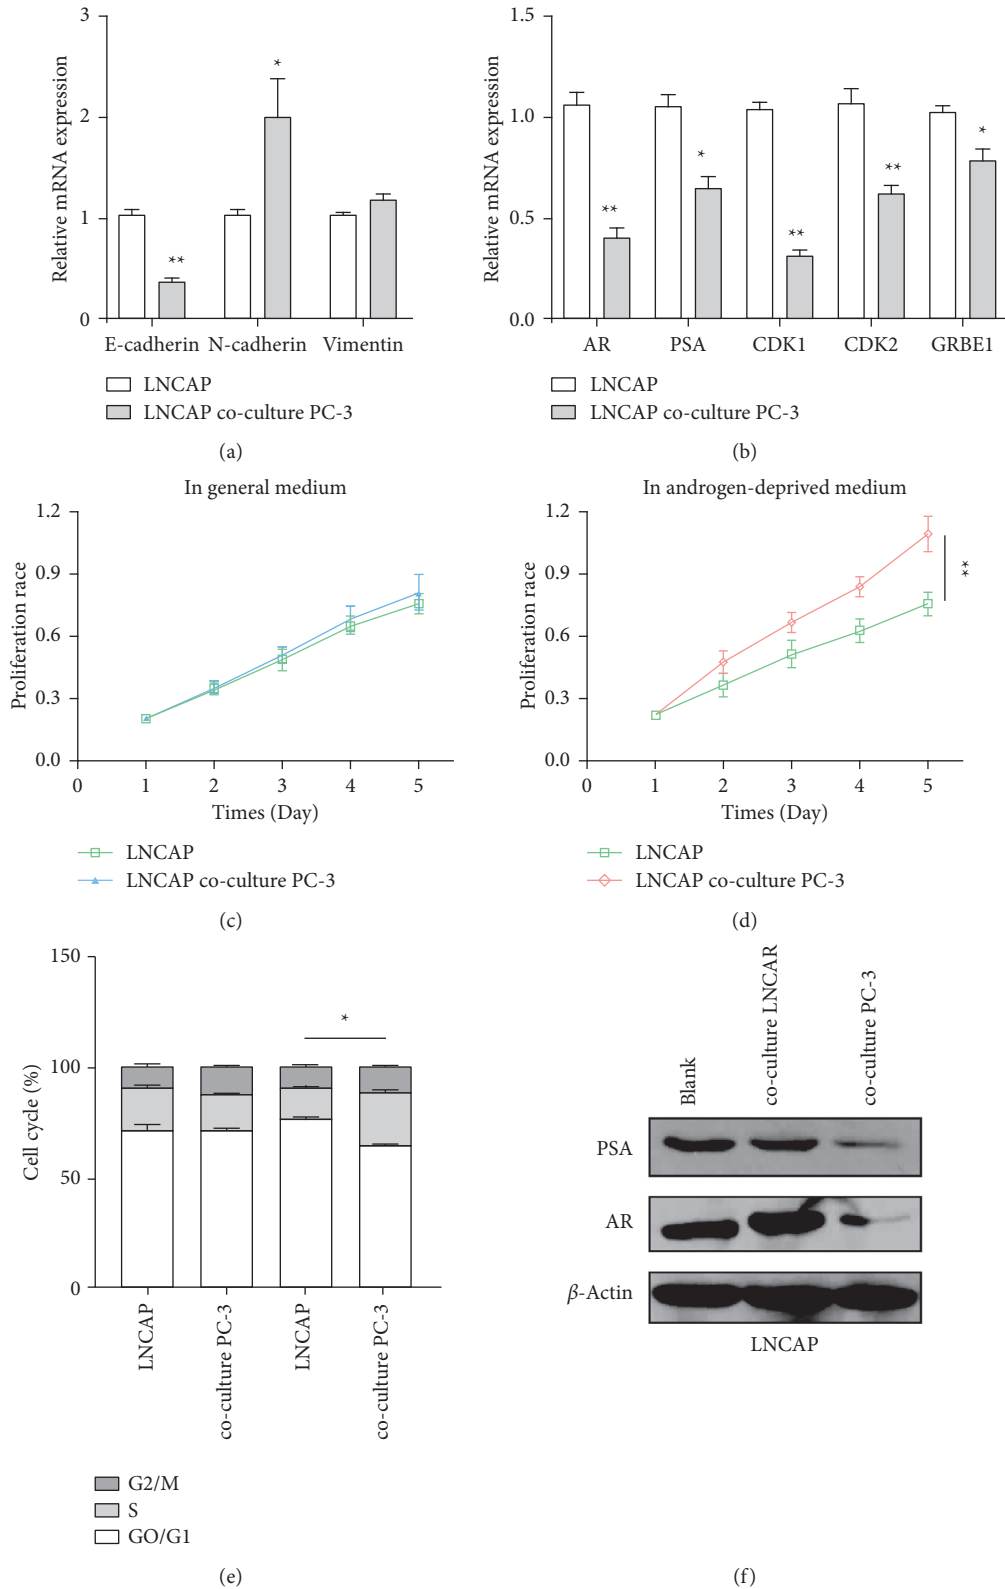 3
2
1
0
Relative mRNA expression
*
**
E-cadherin N-cadherin Vimentin
LNCAP
LNCAP co-culture PC-3
(a)
1.5
1.0
0.5
0.0
Relative mRNA expression
**
*
**
**
*
AR PSA CDK1 CDK2 GRBE1
LNCAP
LNCAP co-culture PC-3
(b)
In general medium
1.2
0.9
0.6
0.3
0.0
Proliferation race
0 1 2 3 4 5
Times (Day)
LNCAP
LNCAP co-culture PC-3
(c)
In androgen-deprived medium
1.2
0.9
0.6
0.3
0.0
Proliferation race
**
0 1 2 3 4 5
Times (Day)
LNCAP
LNCAP co-culture PC-3
(d)
150
100
50
0
Cell cycle (%)
*
LNCAP
co-culture PC-3
LNCAP
co-culture PC-3
G2/M
S
GO/G1
(e)
Blank
co-culture LNCAR
co-culture PC-3
PSA
AR
β-Actin
LNCAP
(f)